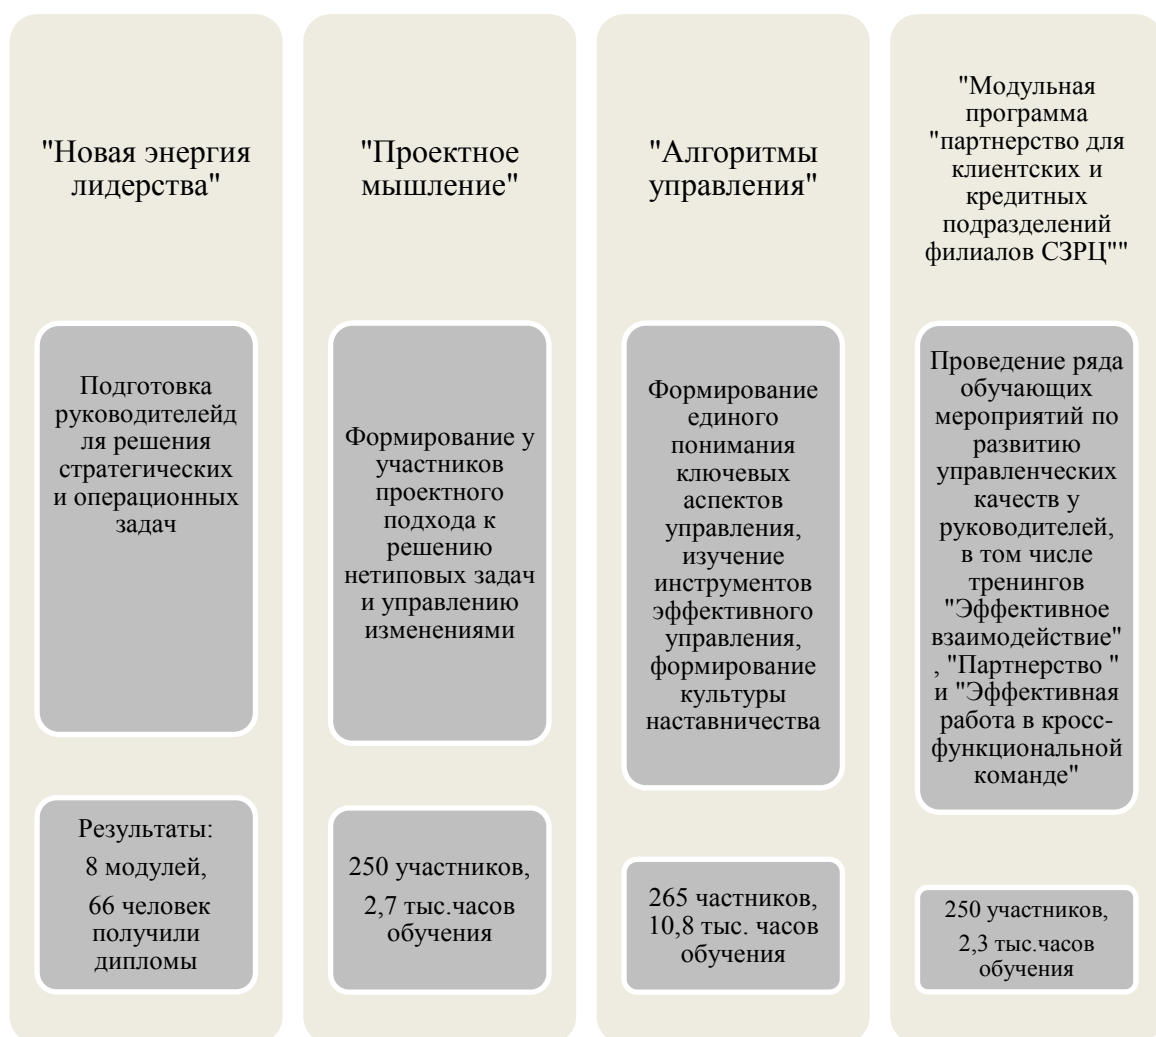 "Новая энергия
лидерства"
Подготовка
руководителейд
ля решения
стратегических
и операционных
задач
Результаты:
8 модулей,
66 человек
получили
дипломы
"Проектное
мышление"
Формирование у
участников
проектного
подхода к
решению
нетиповых задач
и управлению
изменениями
250 участников,
2,7 тыс.часов
обучения
"Алгоритмы
управления"
Формирование
единого
понимания
ключевых
аспектов
управления,
изучение
инструментов
эффективного
управления,
формирование
культуры
наставничества
265 частников,
10,8 тыс. часов
обучения
"Модульная
программа
"партнерство для
клиентских и
кредитных
подразделений
филиалов СЗРЦ""
Проведение ряда
обучающих
мероприятий по
развитию
управленческих
качеств у
руководителей,
в том числе
тренингов
"Эффективное
взаимодействие"
, "Партнерство "
и "Эффективная
работа в кросс-
функциональной
команде"
250 участников,
2,3 тыс.часов
обучения